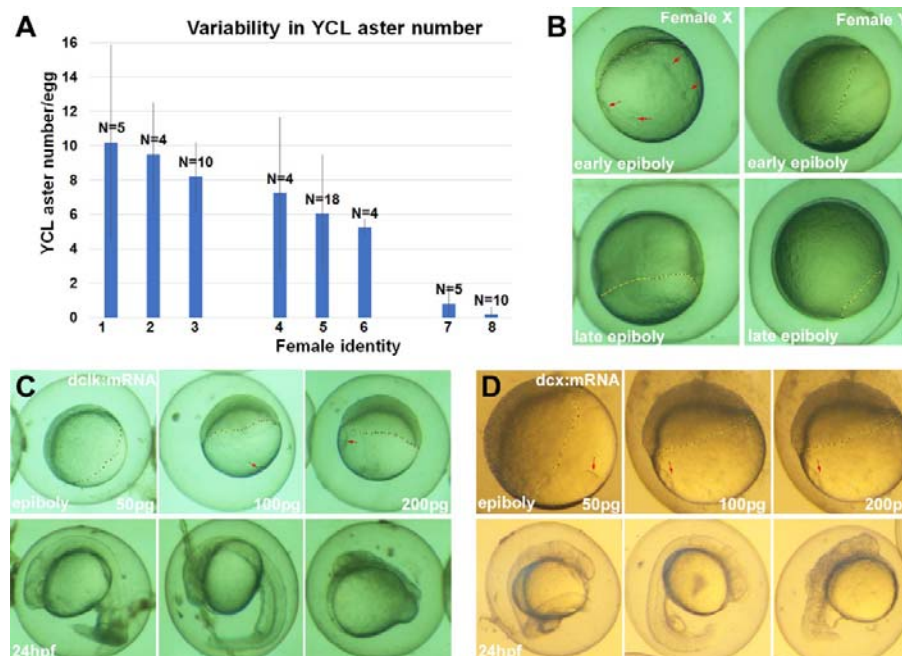 A
Variability in YCL aster number
YCL aster number/egg
16
14
12
10
8
6
4
2
0
N=5
N=4
N=10
N=4
N=18
N=4
N=5
N=10
1 2 3 4 5 6 7 8
Female identity
B
Female X
Female Y
early epiboly
early epiboly
late epiboly
late epiboly
C
dclk:mRNA
epiboly
50pg
100pg
200pg
24hpf
D
dcx:mRNA
epiboly
50pg
100pg
200pg
24hpf